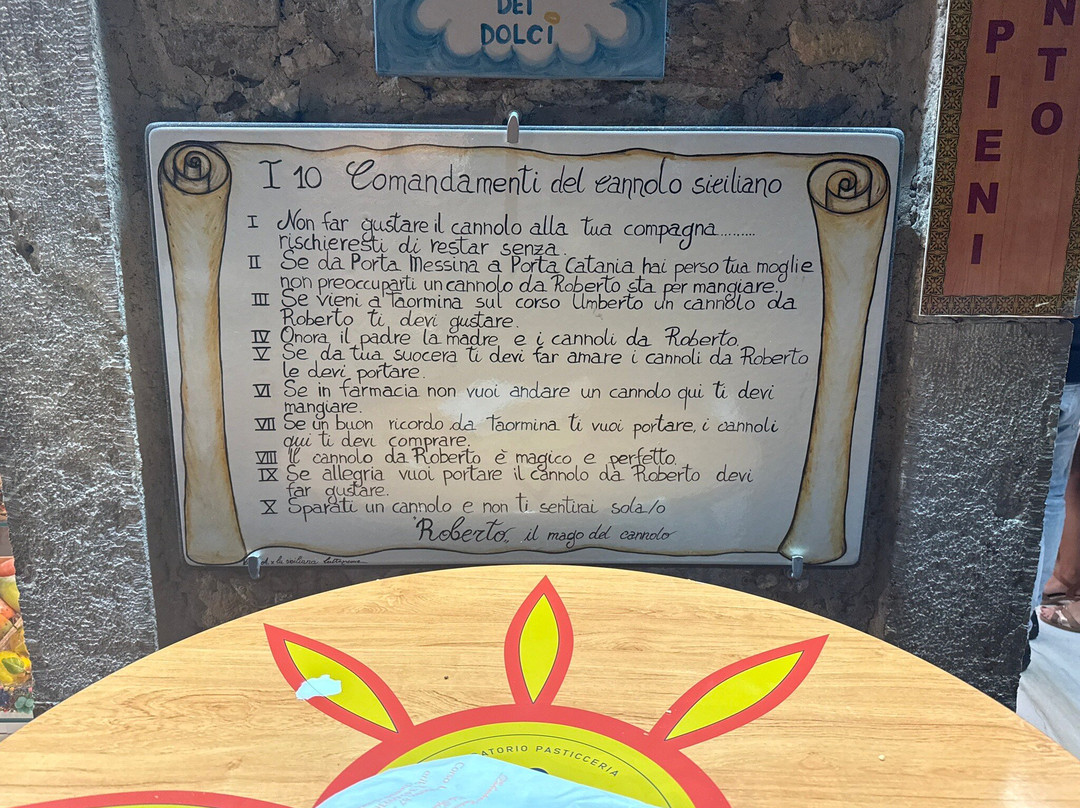 DEI
DOLCI
I 10 Comandamenti del cannolo siciliano
I Non far gustare il cannolo alla tua compagna.........
rischieresti di restar senza.
II Se da Porta Messina a Porta Catania hai perso tua moglie
non preoccuparti un cannolo da Roberto sta per mangiare!
III Se vieni a Taormina sul corso Umberto un cannolo da
Roberto ti devi gustare.
IV Onora il padre la madre e i cannoli da Roberto.
V Se da tua suocera ti devi far amare i cannoli da Roberto
le devi portare.
VI Se in farmacia non vuoi andare un cannolo qui ti devi
mangiare.
VII Se un buon ricordo da Taormina ti vuoi portare, i cannoli
qui ti devi comprare.
VIII Il cannolo da Roberto è magico e perfetto.
IX Se allegria vuoi portare il cannolo da Roberto devi
far gustare.
X Sparati un cannolo e non ti sentirai sola/o
"Roberto" il mago del cannolo
PIENI
NTO
ATORIO PASTICCERIA